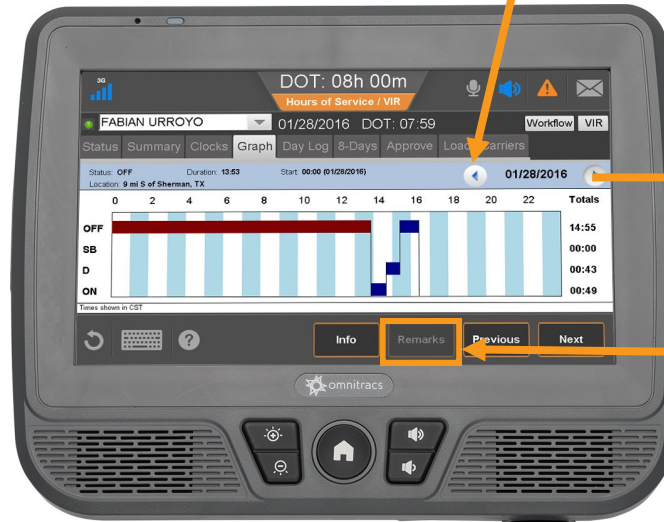 3G
DOT: 08h 00m
Hours of Service / VIR
FABIAN URROYO 01/28/2016 DOT: 07:59 Workflow VIR
Status Summary Clocks Graph Day Log 8-Days Approve Loads Carriers
Status: OFF Duration: 13:53 Start: 00:00 (01/28/2016) 01/28/2016
Location: 9 mi S of Sherman, TX
0 2 4 6 8 10 12 14 16 18 20 22 Totals
OFF 14:55
SB 00:00
D 00:43
ON 00:49
Times shown in CST
Info Remarks Previous Next
omnitracs